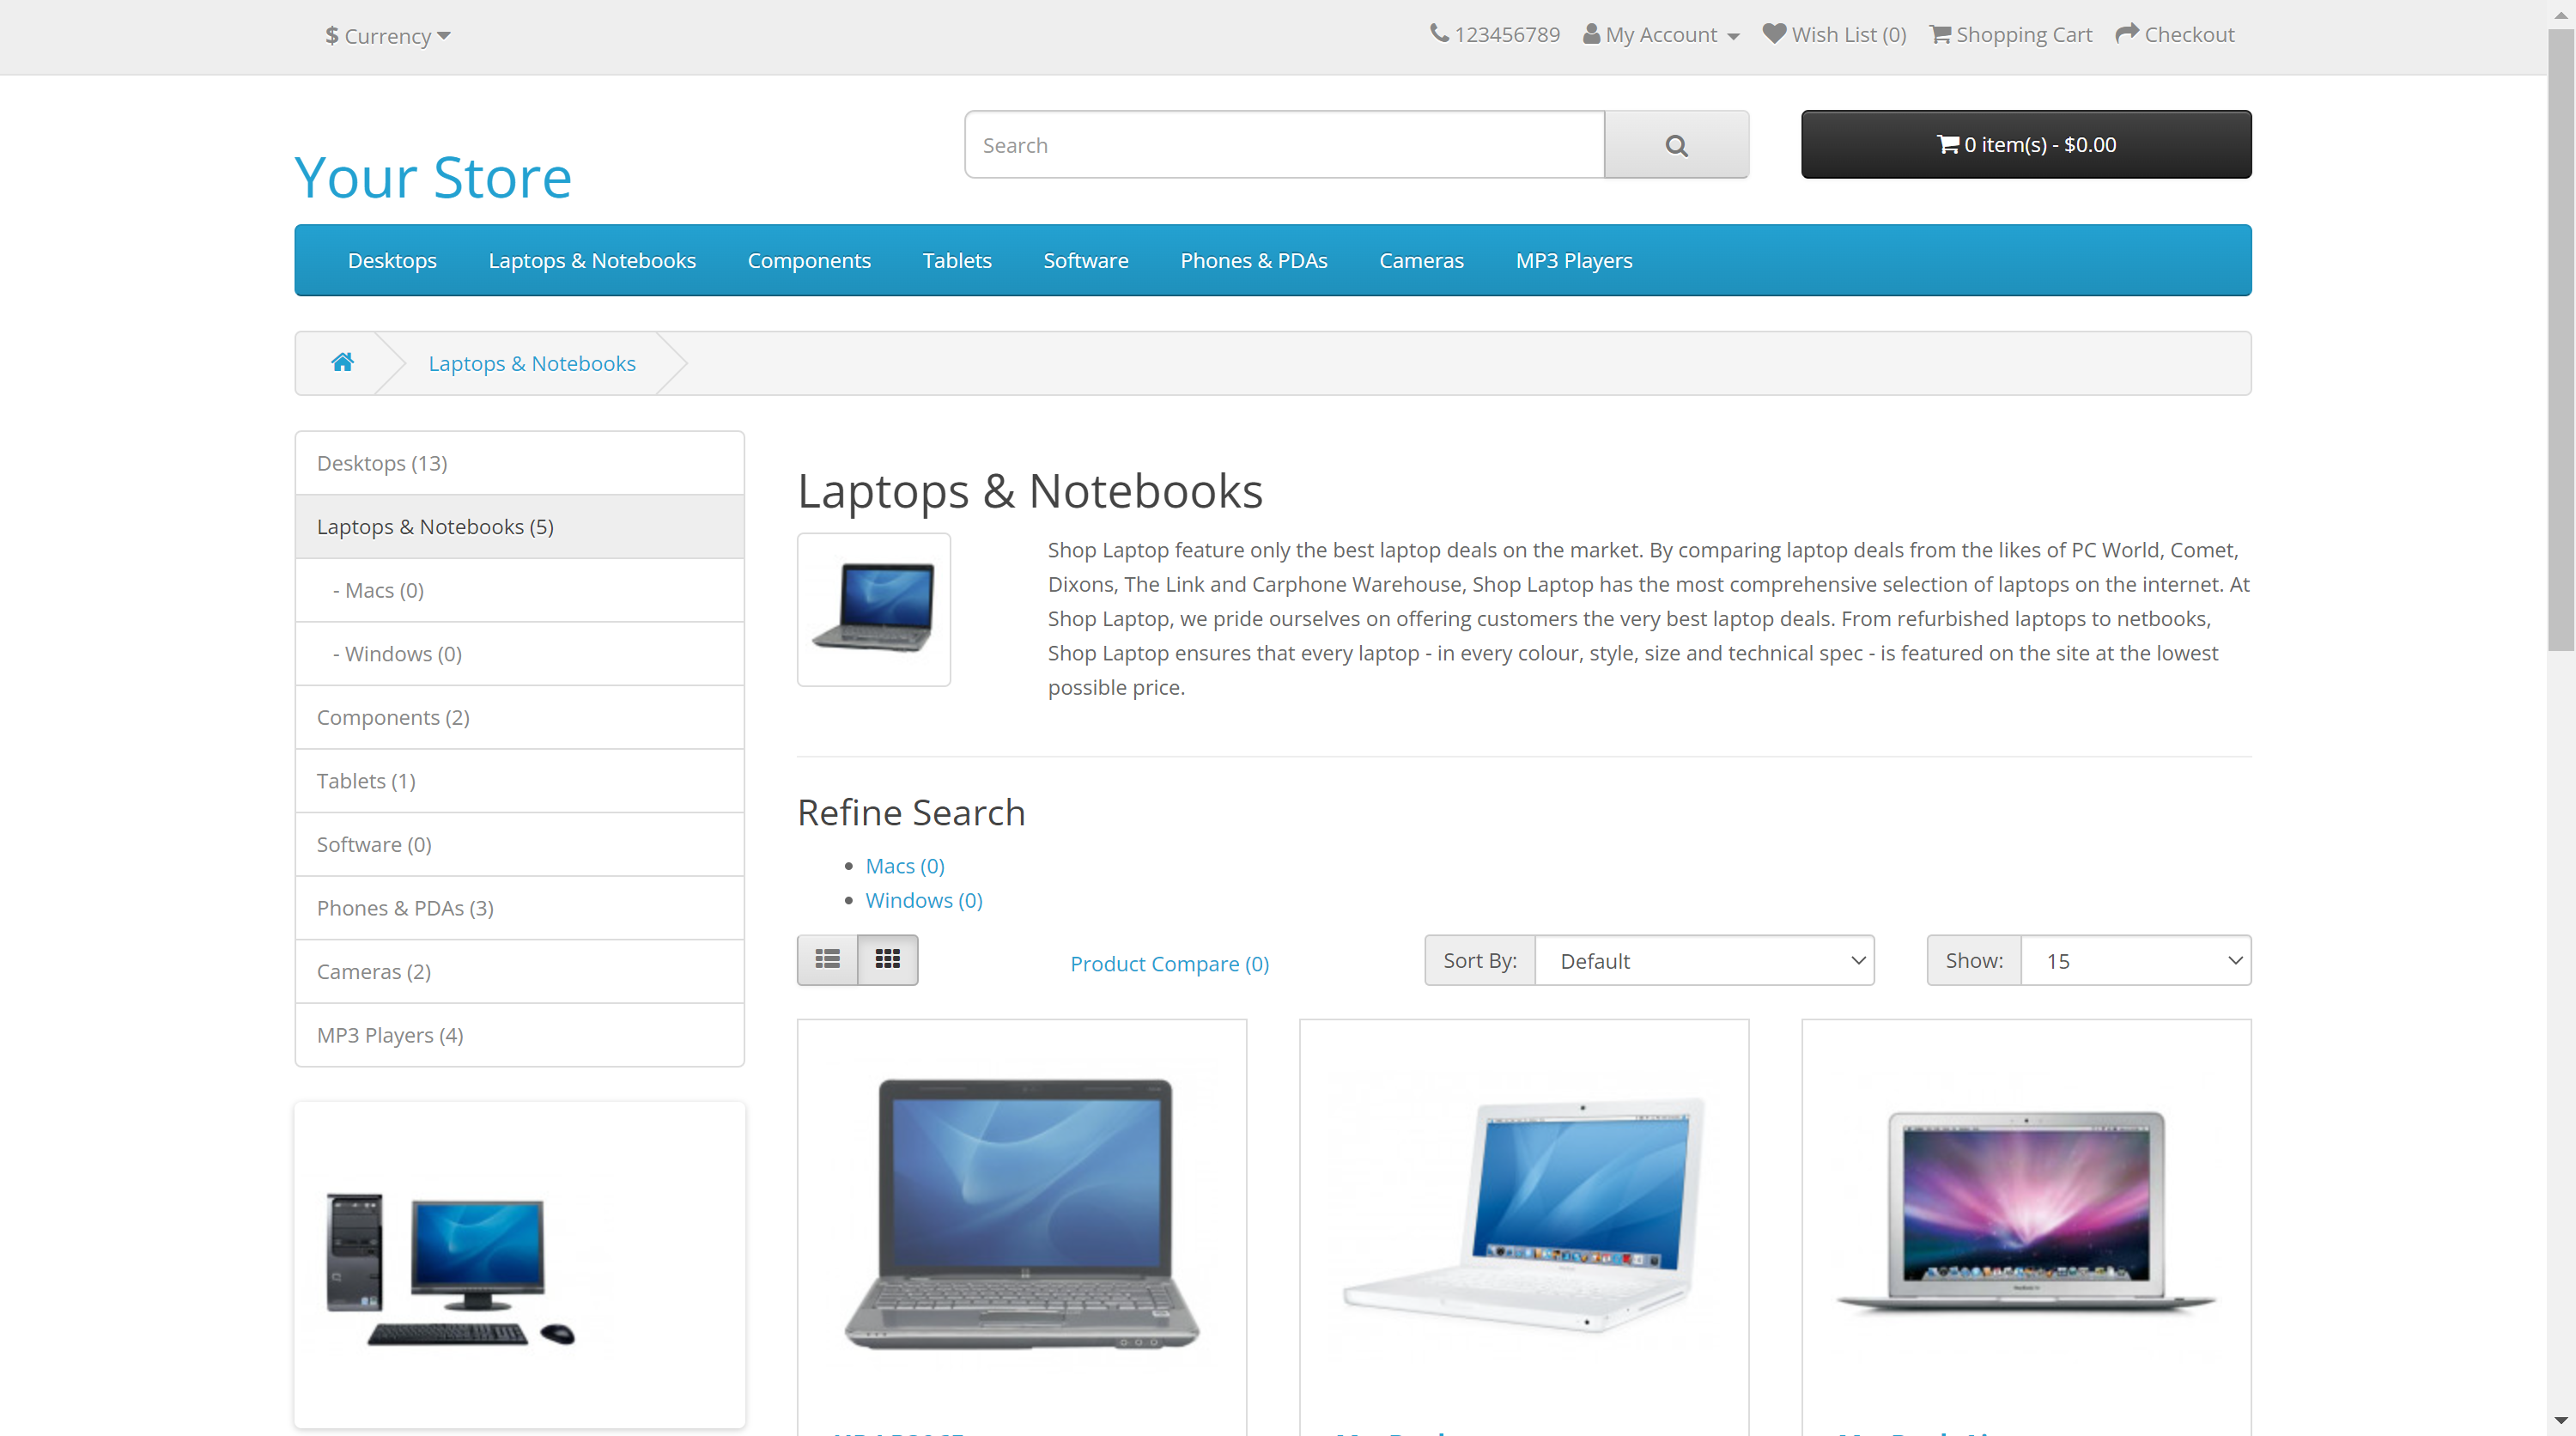 $ Currency
123456789 My Account Wish List (0) Shopping Cart Checkout
Your Store
Search
0 item(s) - $0.00
Desktops Laptops & Notebooks Components Tablets Software Phones & PDAs Cameras MP3 Players
Laptops & Notebooks
Desktops (13)
Laptops & Notebooks (5)
- Macs (0)
- Windows (0)
Components (2)
Tablets (1)
Software (0)
Phones & PDAs (3)
Cameras (2)
MP3 Players (4)
Laptops & Notebooks
Shop Laptop feature only the best laptop deals on the market. By comparing laptop deals from the likes of PC World, Comet,
Dixons, The Link and Carphone Warehouse, Shop Laptop has the most comprehensive selection of laptops on the internet. At
Shop Laptop, we pride ourselves on offering customers the very best laptop deals. From refurbished laptops to netbooks,
Shop Laptop ensures that every laptop - in every colour, style, size and technical spec - is featured on the site at the lowest
possible price.
Refine Search
Macs (0)
Windows (0)
Product Compare (0)
Sort By: Default
Show: 15